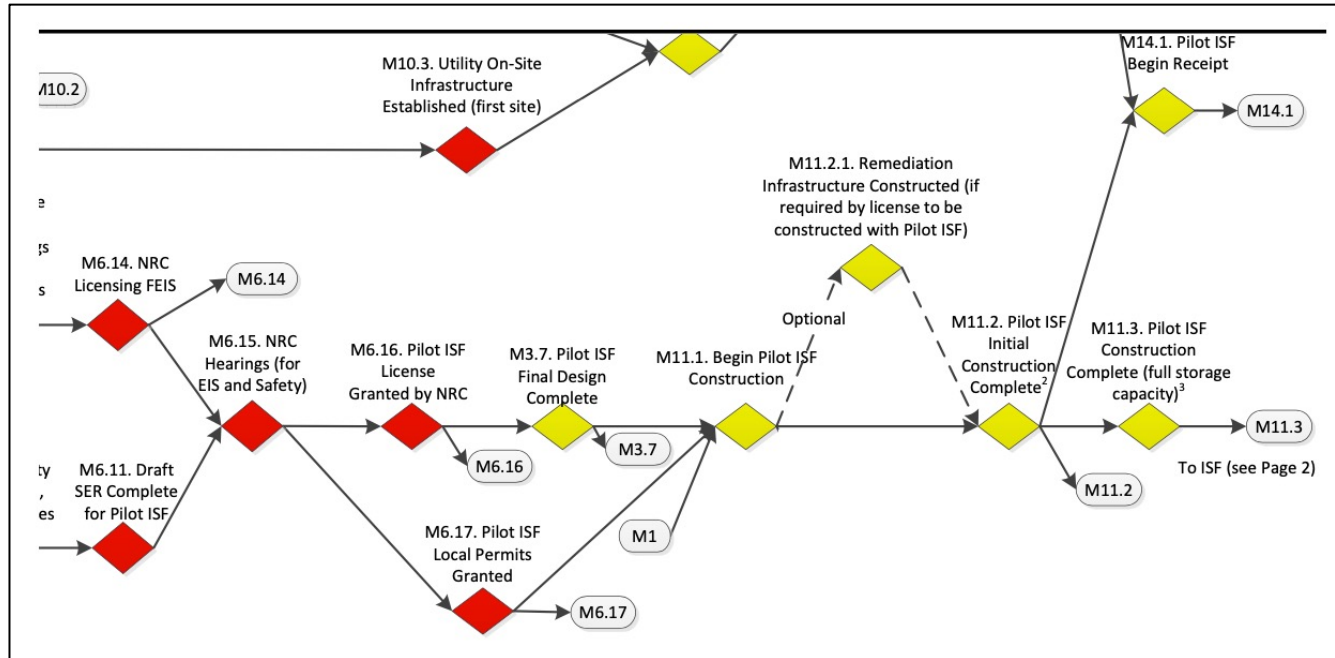 M10.3. Utility On-Site
Infrastructure
Established (first site)
M14.1. Pilot ISF
Begin Receipt
M10.2
M14.1
M11.2.1. Remediation
Infrastructure Constructed (if
required by license to be
constructed with Pilot ISF)
M6.14. NRC
Licensing FEIS
M6.14
Optional
M6.15. NRC
Hearings (for
EIS and Safety)
M6.16. Pilot ISF
License
Granted by NRC
M3.7. Pilot ISF
Final Design
Complete
M11.1. Begin Pilot ISF
Construction
M11.2. Pilot ISF
Initial
Construction
Complete²
M11.3. Pilot ISF
Construction
Complete (full storage
capacity)³
M6.16
M3.7
M11.3
To ISF (see Page 2)
M11.2
M6.11. Draft
SER Complete
for Pilot ISF
M6.17. Pilot ISF
Local Permits
Granted
M1
M6.17